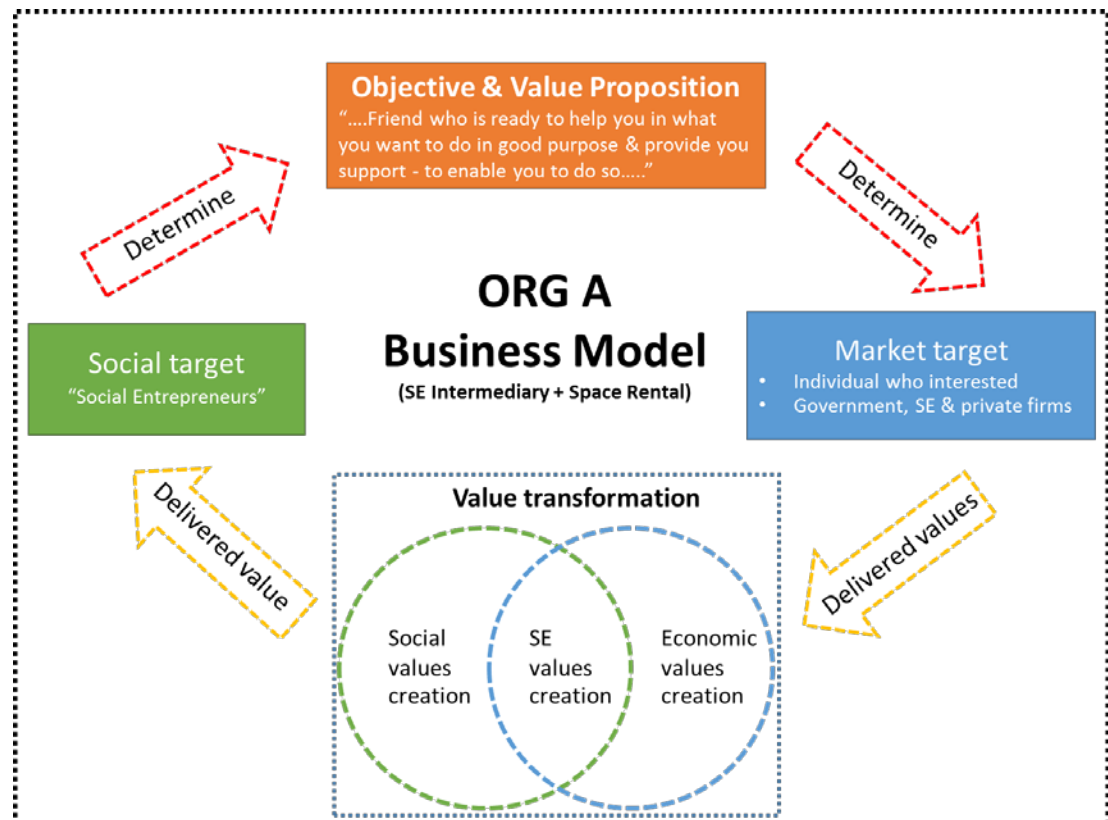 Objective & Value Proposition
“....Friend who is ready to help you in what
you want to do in good purpose & provide you
support - to enable you to do so.....”
Determine
Determine
ORG A
Business Model
(SE Intermediary + Space Rental)
Social target
“Social Entrepreneurs”
Market target
• Individual who interested
• Government, SE & private firms
Delivered value
Delivered values
Value transformation
Social
values
creation
SE
values
creation
Economic
values
creation